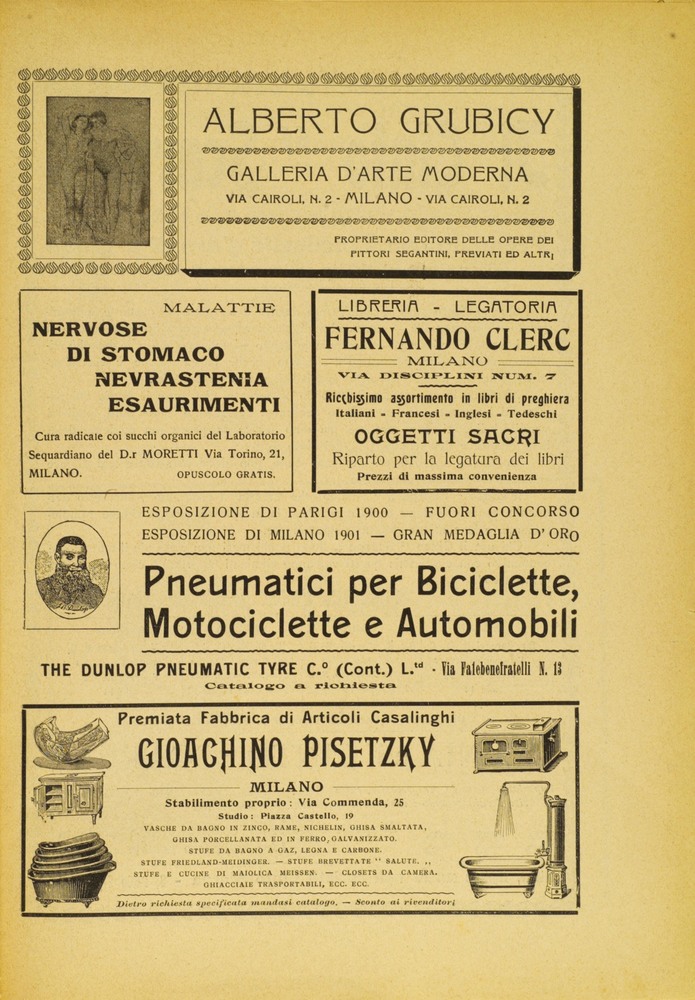 ALBERTO GRUBICY
GALLERIA D'ARTE MODERNA
VIA CAIROLI, N. 2 - MILANO - VIA CAIROLI, N. 2
PROPRIETARIO EDITORE DELLE OPERE DEI
PITTORI SEGANTINI, PREVIATI ED ALTRI
MALATTIE
NERVOSE
DI STOMACO
NEVRASTENIA
ESAURIMENTI
Cura radicale coi succhi organici del Laboratorio
Sequardiano del D.r MORETTI Via Torino, 21,
MILANO. OPUSCOLO GRATIS.
LIBRERIA - LEGATORIA
FERNANDO CLERC
MILANO
VIA DISCIPLINI NUM. 7
Ricchissimo assortimento in libri di preghiera
Italiani - Francesi - Inglesi - Tedeschi
OGGETTI SACRI
Riparto per la legatura dei libri
Prezzi di massima convenienza
ESPOSIZIONE DI PARIGI 1900 — FUORI CONCORSO
ESPOSIZIONE DI MILANO 1901 — GRAN MEDAGLIA D'ORO
Pneumatici per Biciclette,
Motociclette e Automobili
THE DUNLOP PNEUMATIC TYRE C.° (Cont.) L.td - Via Fatebenefratelli N. 13
Catalogo a richiesta
Premiata Fabbrica di Articoli Casalinghi
GIOACHINO PISETZKY
MILANO
Stabilimento proprio: Via Commenda, 25
Studio: Piazza Castello, 19
VASCHE DA BAGNO IN ZINCO, RAME, NICHELIN, GHISA SMALTATA,
GHISA PORCELLANATA ED IN FERRO GALVANIZZATO.
STUFE DA BAGNO A GAZ, LEGNA E CARBONE.
STUFE FRIEDLAND-MEIDINGER. — STUFE BREVETTATE " SALUTE. ,,
STUFE E CUCINE DI MAIOLICA MEISSEN. — CLOSETS DA CAMERA.
GHIACCIAIE TRASPORTABILI, ECC. ECC.
Dietro richiesta specificata mandasi catalogo. — Sconto ai rivenditori